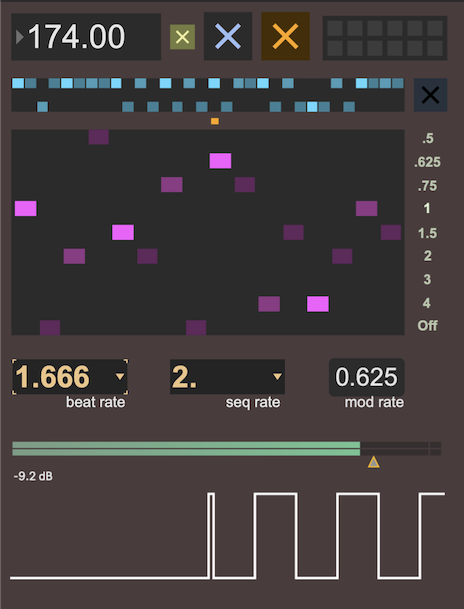 174.00
.5
.625
.75
1
1.5
2
3
4
Off
1.666 2. 0.625
beat rate seq rate mod rate
-9.2 dB